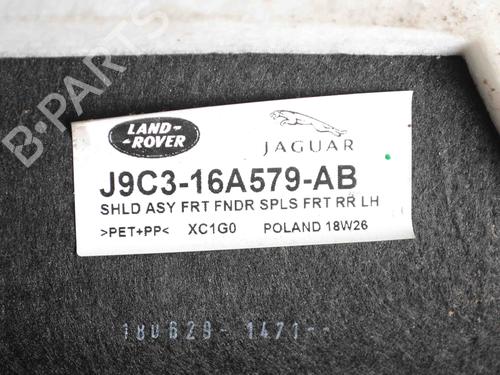 B-PARTS
LAND-
ROVER
JAGUAR
J9C3-16A579-AB
SHLD ASY FRT FNDR SPLS FRT RR LH
>PET+PP< XC1G0 POLAND 18W26
180629- 1471--